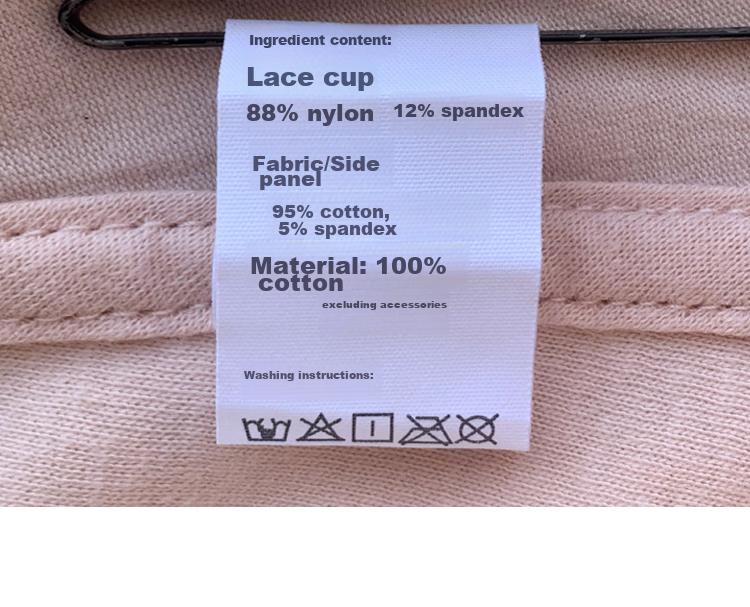 Ingredient content:
Lace cup
88% nylon 12% spandex
Fabric/Side
panel
95% cotton,
5% spandex
Material: 100%
cotton
excluding accessories
Washing instructions: